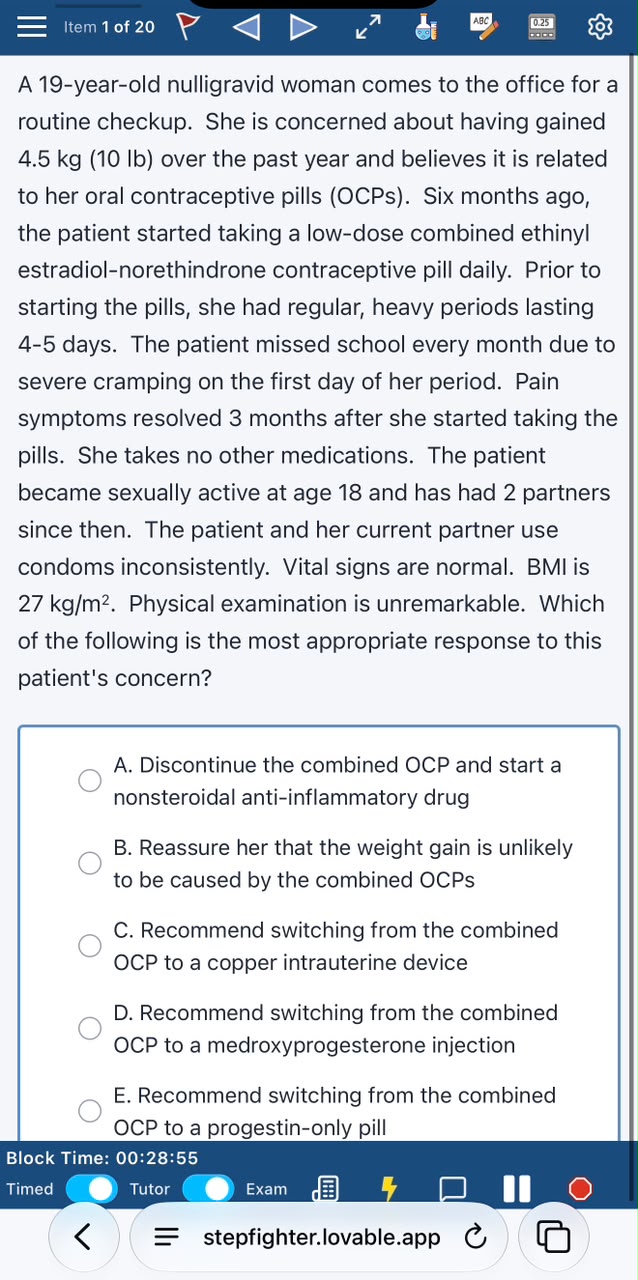 Item 1 of 20
ABC
0.25
A 19-year-old nulligravid woman comes to the office for a
routine checkup. She is concerned about having gained
4.5 kg (10 lb) over the past year and believes it is related
to her oral contraceptive pills (OCPs). Six months ago,
the patient started taking a low-dose combined ethinyl
estradiol-norethindrone contraceptive pill daily. Prior to
starting the pills, she had regular, heavy periods lasting
4-5 days. The patient missed school every month due to
severe cramping on the first day of her period. Pain
symptoms resolved 3 months after she started taking the
pills. She takes no other medications. The patient
became sexually active at age 18 and has had 2 partners
since then. The patient and her current partner use
condoms inconsistently. Vital signs are normal. BMI is
27 kg/m². Physical examination is unremarkable. Which
of the following is the most appropriate response to this
patient's concern?
A. Discontinue the combined OCP and start a
nonsteroidal anti-inflammatory drug
B. Reassure her that the weight gain is unlikely
to be caused by the combined OCPs
C. Recommend switching from the combined
OCP to a copper intrauterine device
D. Recommend switching from the combined
OCP to a medroxyprogesterone injection
E. Recommend switching from the combined
OCP to a progestin-only pill
Block Time: 00:28:55
Timed Tutor Exam
stepfighter.lovable.app